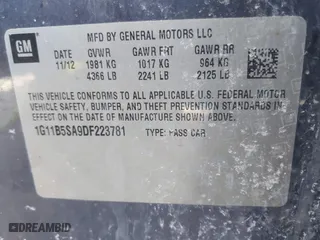 GM
MFD BY GENERAL MOTORS LLC
DATE GVWR GAWR FRT GAWR RR
11/12 1981 KG 1017 KG 964 KG
4366 LB 2241 LB 2125 LB
THIS VEHICLE CONFORMS TO ALL APPLICABLE U.S. FEDERAL MOTOR
VEHICLE SAFETY, BUMPER, AND THEFT PREVENTION STANDARDS IN
EFFECT ON THE DATE OF MANUFACTURE SHOWN ABOVE.
1G11B5SA9DF223781 TYPE: PASS CAR